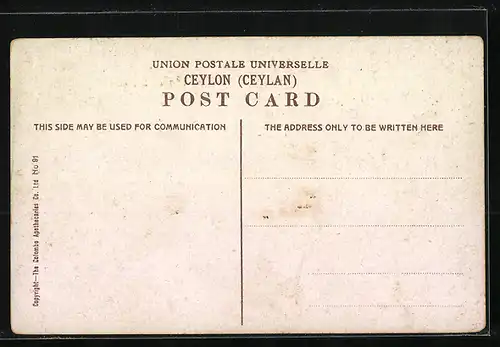 UNION POSTALE UNIVERSELLE
CEYLON (CEYLAN)
POST CARD
THIS SIDE MAY BE USED FOR COMMUNICATION
THE ADDRESS ONLY TO BE WRITTEN HERE
Copyright—The Colombo Apothecaries Co. Ltd No 91